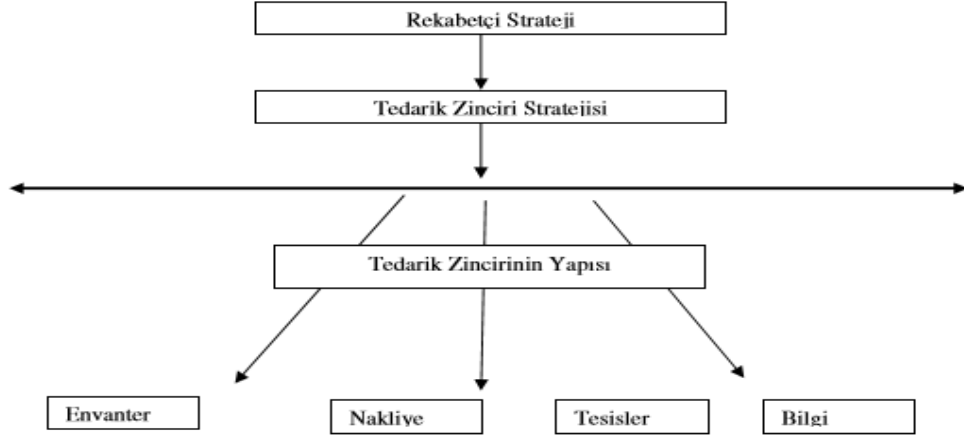 Rekabetçi Strateji
Tedarik Zinciri Stratejisi
Tedarik Zincirinin Yapısı
Envanter
Nakliye
Tesisler
Bilgi